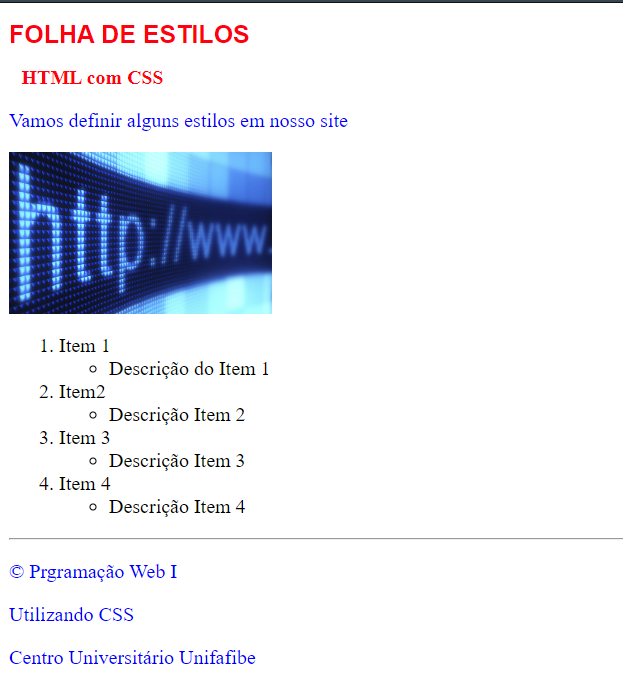 FOLHA DE ESTILOS
HTML com CSS
Vamos definir alguns estilos em nosso site
http://www.
1. Item 1
○ Descrição do Item 1
2. Item2
○ Descrição Item 2
3. Item 3
○ Descrição Item 3
4. Item 4
○ Descrição Item 4
© Prgramação Web I
Utilizando CSS
Centro Universitário Unifafibe